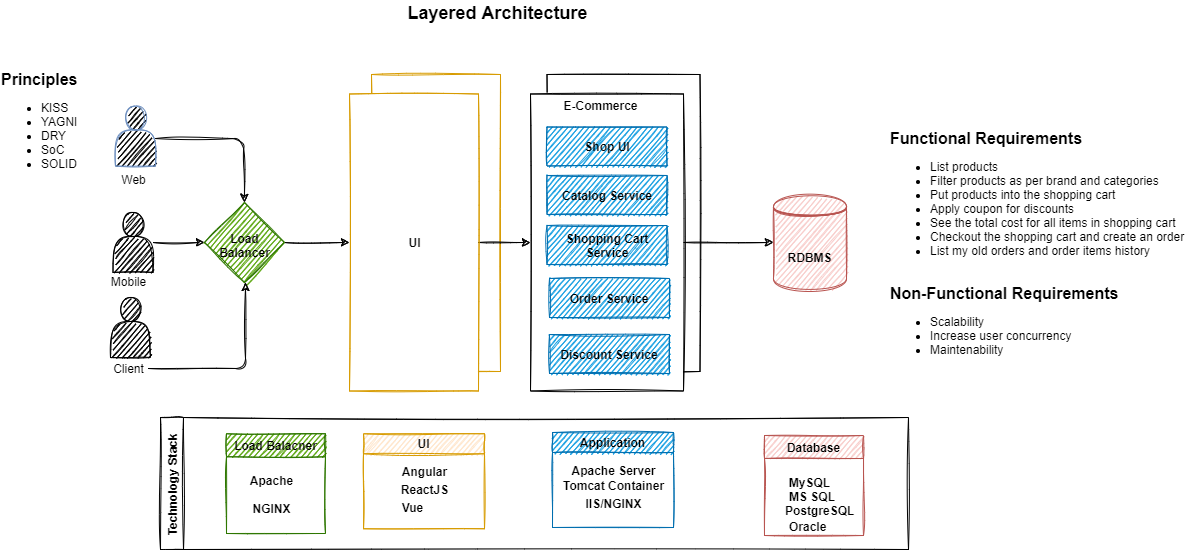 Layered Architecture
Principles
KISS
YAGNI
DRY
SoC
SOLID
Web
Mobile
Client
Load
Balancer
UI
E-Commerce
Shop UI
Catalog Service
Shopping Cart
Service
Order Service
Discount Service
RDBMS
Functional Requirements
List products
Filter products as per brand and categories
Put products into the shopping cart
Apply coupon for discounts
See the total cost for all items in shopping cart
Checkout the shopping cart and create an order
List my old orders and order items history
Non-Functional Requirements
Scalability
Increase user concurrency
Maintenability
Technology Stack
Load Balacner
Apache
NGINX
UI
Angular
ReactJS
Vue
Application
Apache Server
Tomcat Container
IIS/NGINX
Database
MySQL
MS SQL
PostgreSQL
Oracle